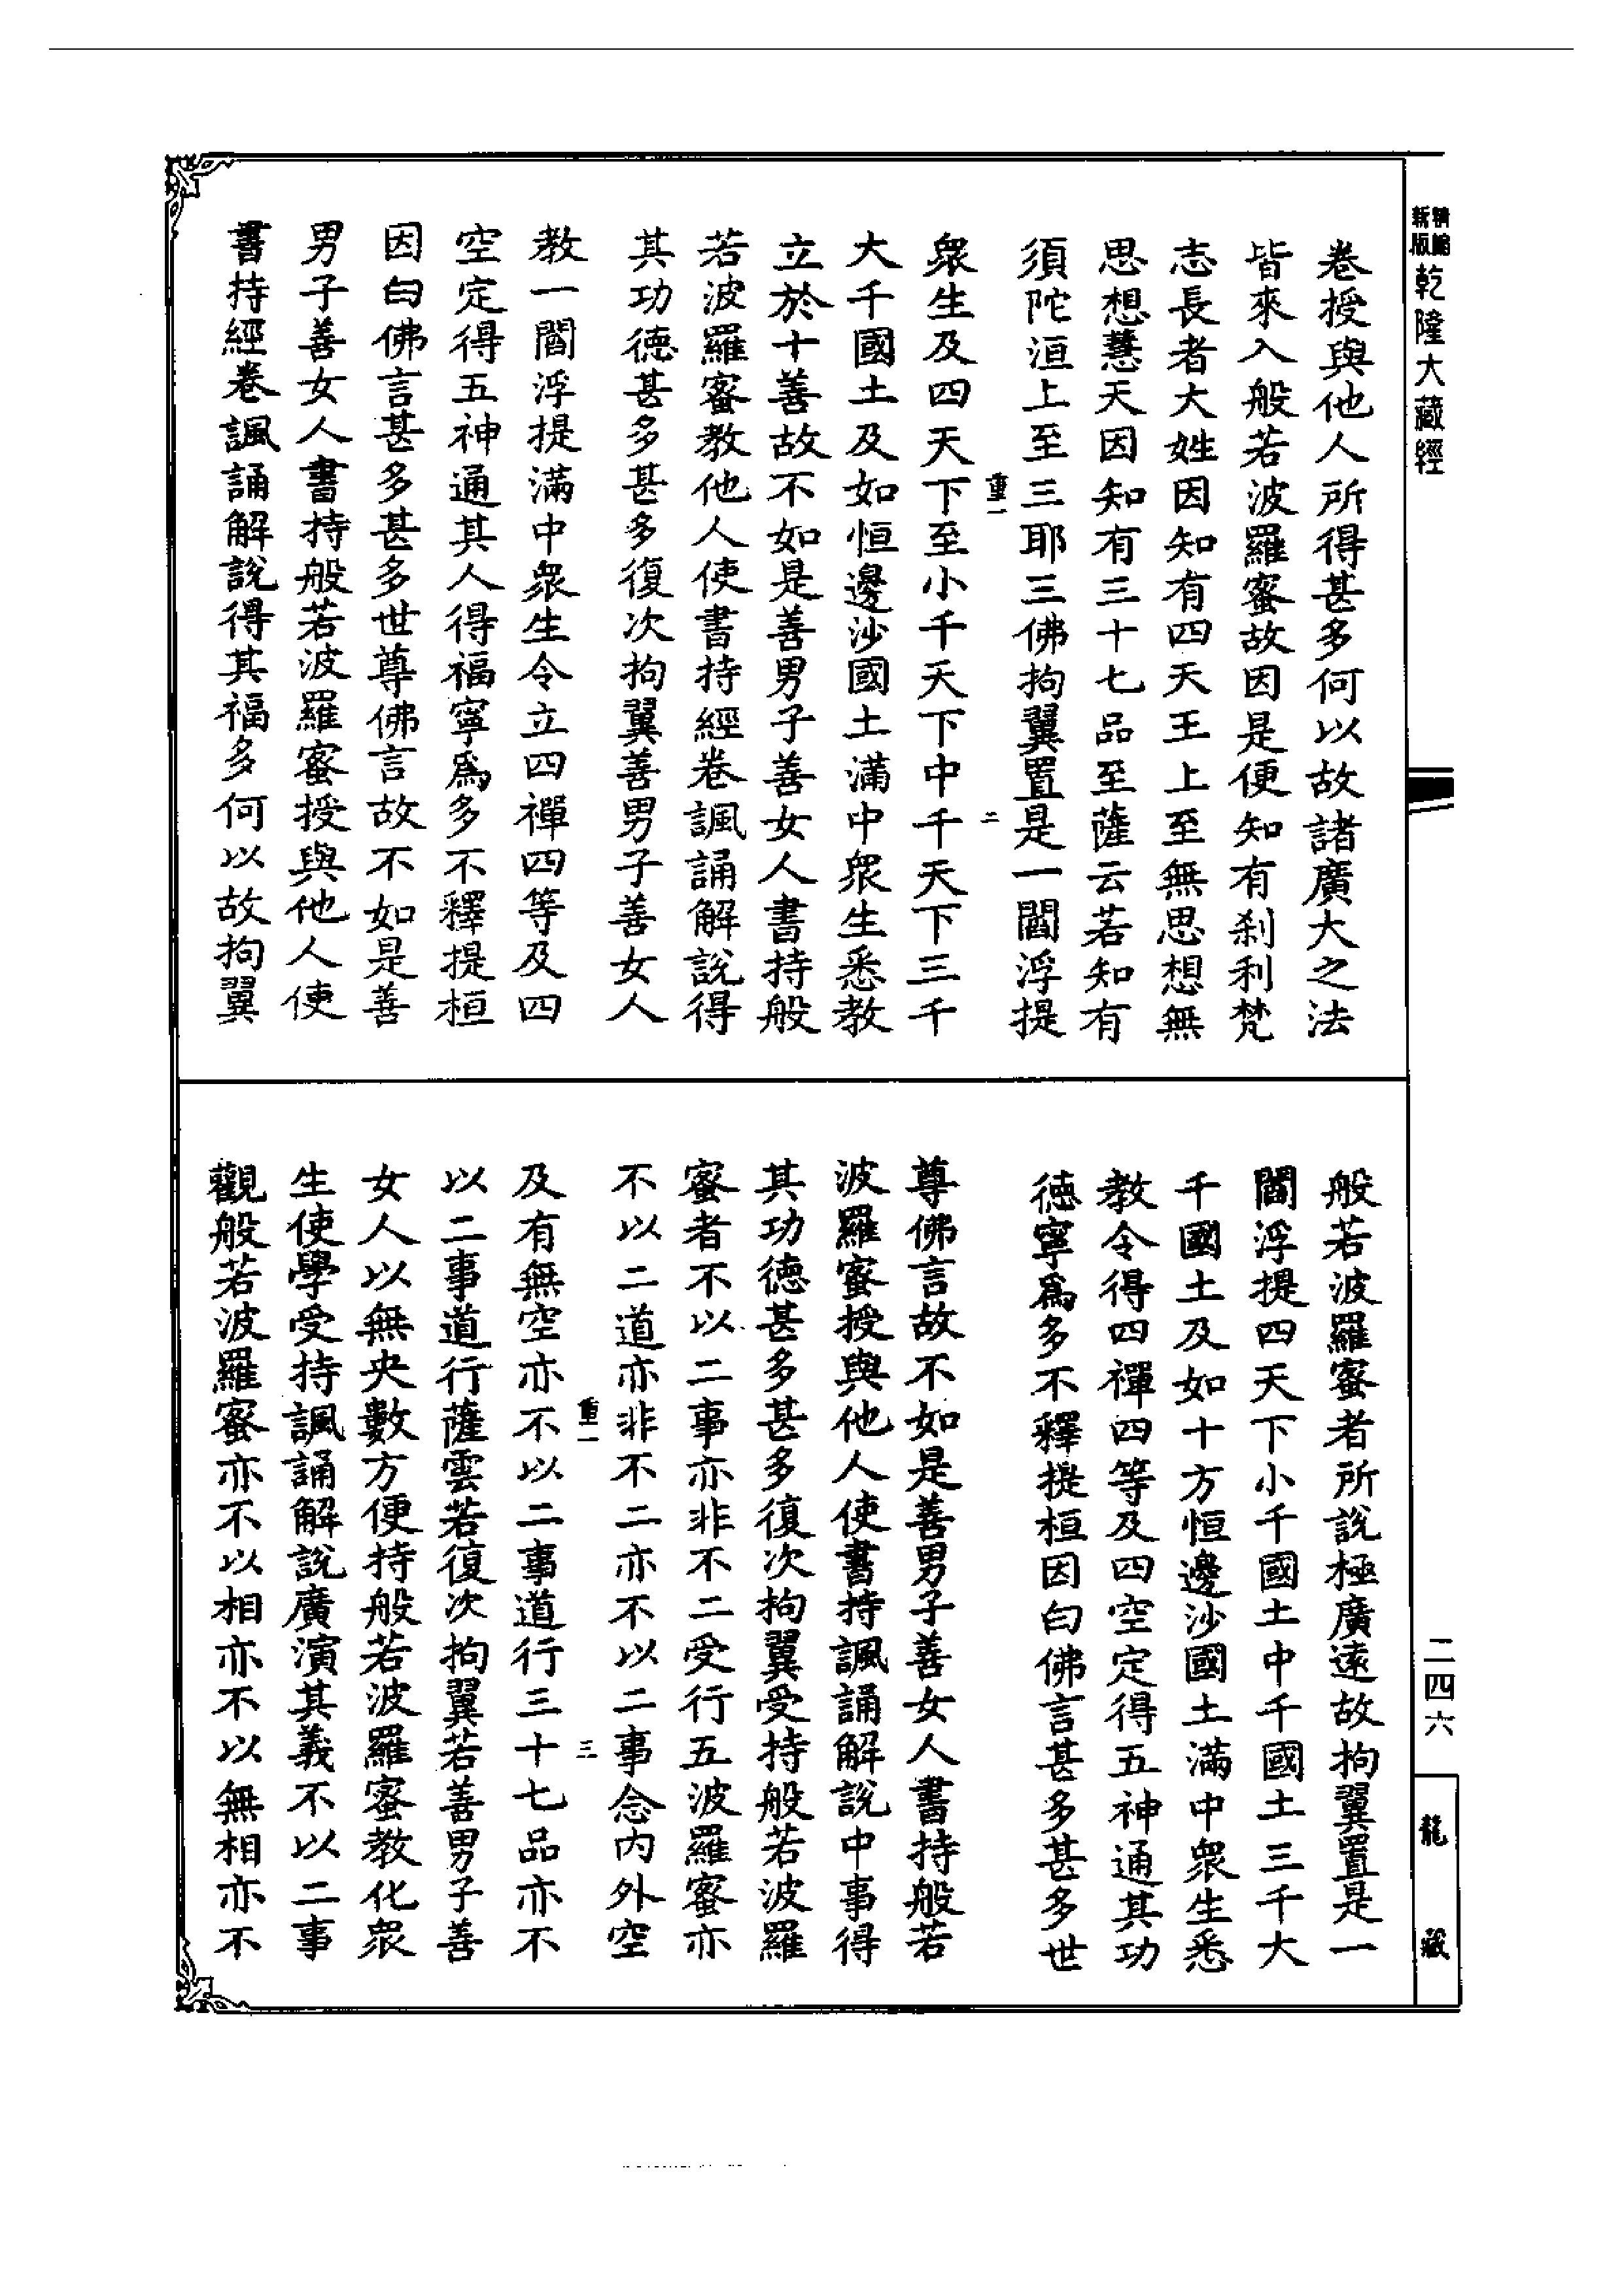 精縮
新版
乾隆大藏經
卷授與他人所得甚多何以故諸廣大之法
皆來入般若波羅蜜故因是便知有刹利梵
志長者大姓因知有四天王上至無思想無
思想慧天因知有三十七品至薩云若知有
須陀洹上至三耶三佛拘翼置是一閻浮提
重一
二
衆生及四天下至小千天下中千天下三千
大千國土及如恒邊沙國土滿中衆生悉教
立於十善故不如是善男子善女人書持般
若波羅蜜教他人使書持經卷諷誦解說得
其功德甚多甚多復次拘翼善男子善女人
教一閻浮提滿中衆生令立四禪四等及四
空定得五神通其人得福寧爲多不釋提桓
因白佛言甚多甚多世尊佛言故不如是善
男子善女人書持般若波羅蜜授與他人使
書持經卷諷誦解說得其福多何以故拘翼
般若波羅蜜者所說極廣遠故拘翼置是一
閻浮提四天下小千國土中千國土三千大
千國土及如十方恒邊沙國土滿中衆生悉
教令得四禪四等及四空定得五神通其功
德寧爲多不釋提桓因白佛言甚多甚多世
尊佛言故不如是善男子善女人書持般若
波羅蜜授與他人使書持諷誦解說中事得
其功德甚多甚多復次拘翼受持般若波羅
蜜者不以二事亦非不二受行五波羅蜜亦
不以二道亦非不二亦不以二事念内外空
重一
三
及有無空亦不以二事道行三十七品亦不
以二事道行薩雲若復次拘翼若善男子善
女人以無央數方便持般若波羅蜜教化衆
生使學受持諷誦解說廣演其義不以二事
觀般若波羅蜜亦不以相亦不以無相亦不
二四六
龍藏